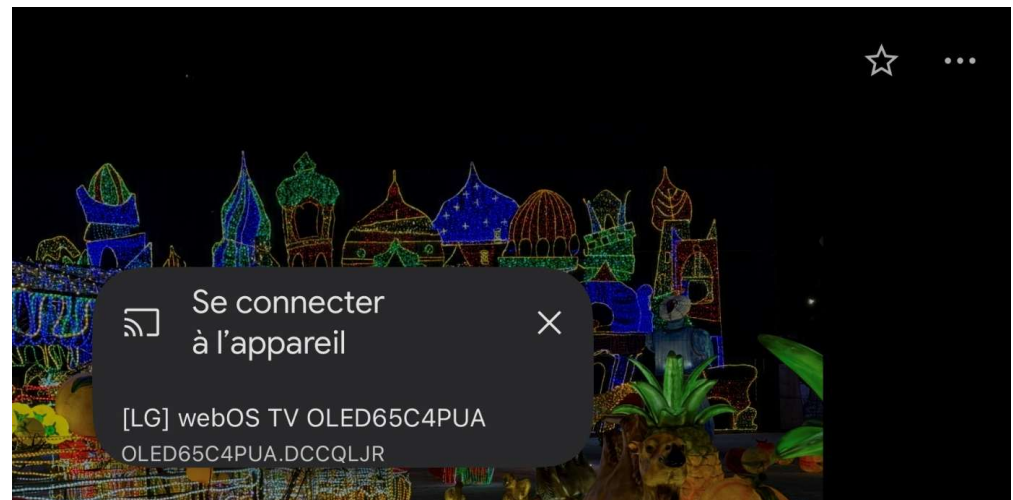 Se connecter
à l’appareil
[LG] webOS TV OLED65C4PUA
OLED65C4PUA.DCCQLJR